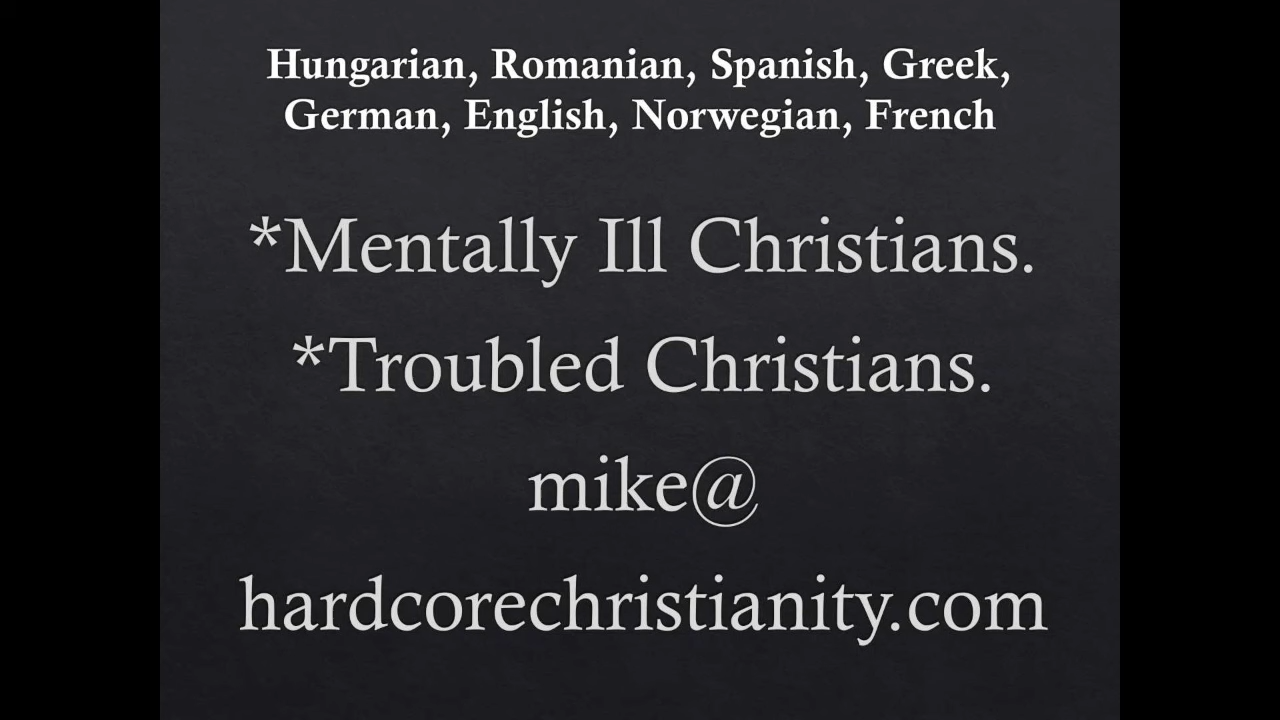 Hungarian, Romanian, Spanish, Greek,
German, English, Norwegian, French
*Mentally Ill Christians.
*Troubled Christians.
mike@
hardcorechristianity.com